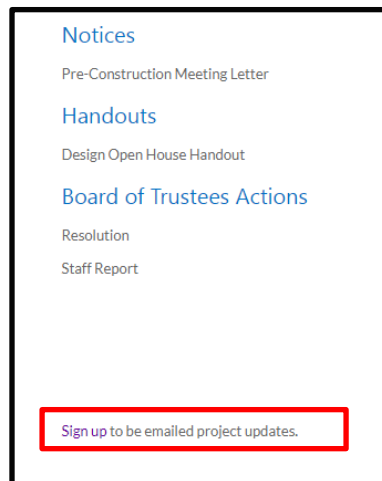 Notices
Pre-Construction Meeting Letter
Handouts
Design Open House Handout
Board of Trustees Actions
Resolution
Staff Report
Sign up to be emailed project updates.